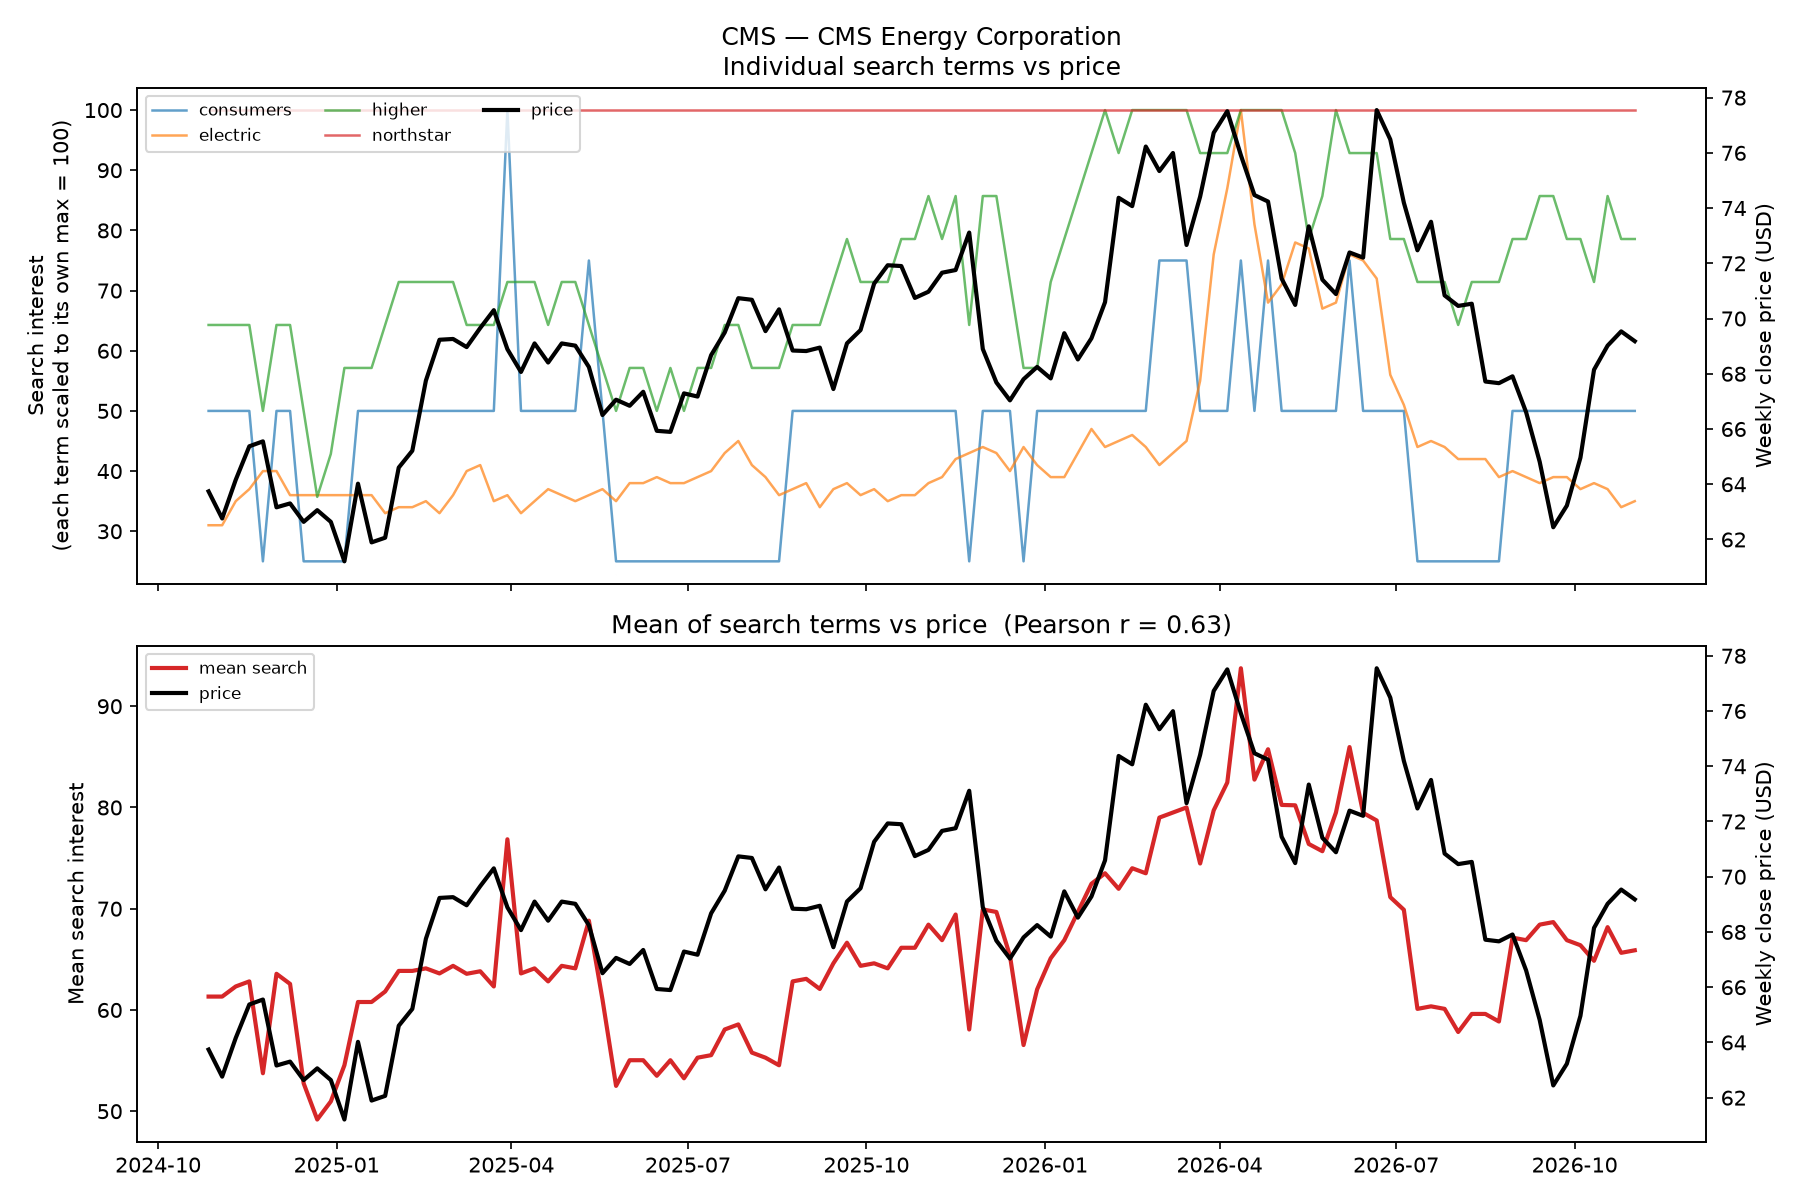 CMS — CMS Energy Corporation
Individual search terms vs price
consumers
electric
higher
northstar
price
Search interest
(each term scaled to its own max = 100)
100
90
80
70
60
50
40
30
78
76
74
72
70
68
66
64
62
Weekly close price (USD)
Mean of search terms vs price (Pearson r = 0.63)
mean search
price
Mean search interest
90
80
70
60
50
78
76
74
72
70
68
66
64
62
Weekly close price (USD)
2024-10
2025-01
2025-04
2025-07
2025-10
2026-01
2026-04
2026-07
2026-10